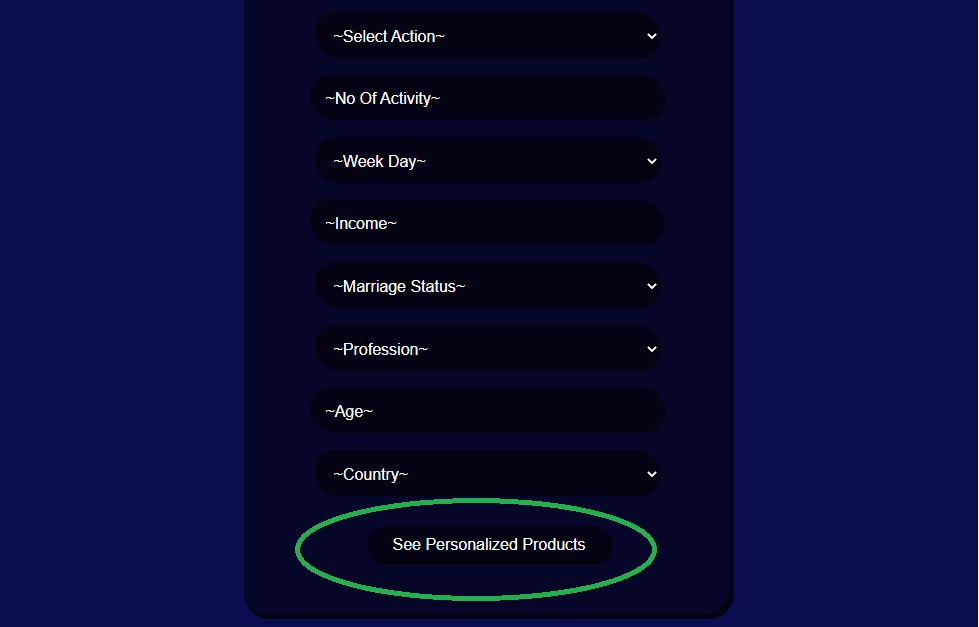 ~Select Action~
~No Of Activity~
~Week Day~
~Income~
~Marriage Status~
~Profession~
~Age~
~Country~
See Personalized Products